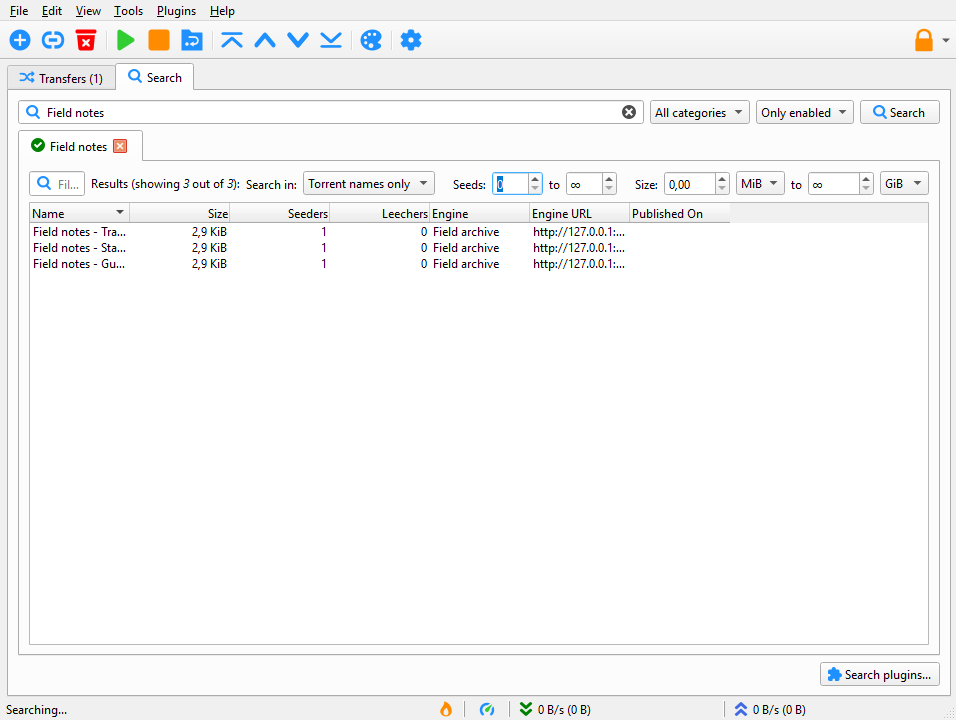 File Edit View Tools Plugins Help
Transfers (1) Search
Field notes All categories Only enabled Search
Field notes
Fil... Results (showing 3 out of 3): Search in: Torrent names only Seeds: 0 to ∞ Size: 0,00 MiB to ∞ GiB
Name Size Seeders Leechers Engine Engine URL Published On
Field notes - Tra... 2,9 KiB 1 0 Field archive http://127.0.0.1:...
Field notes - Sta... 2,9 KiB 1 0 Field archive http://127.0.0.1:...
Field notes - Gu... 2,9 KiB 1 0 Field archive http://127.0.0.1:...
Search plugins...
Searching... 0 B/s (0 B) 0 B/s (0 B)